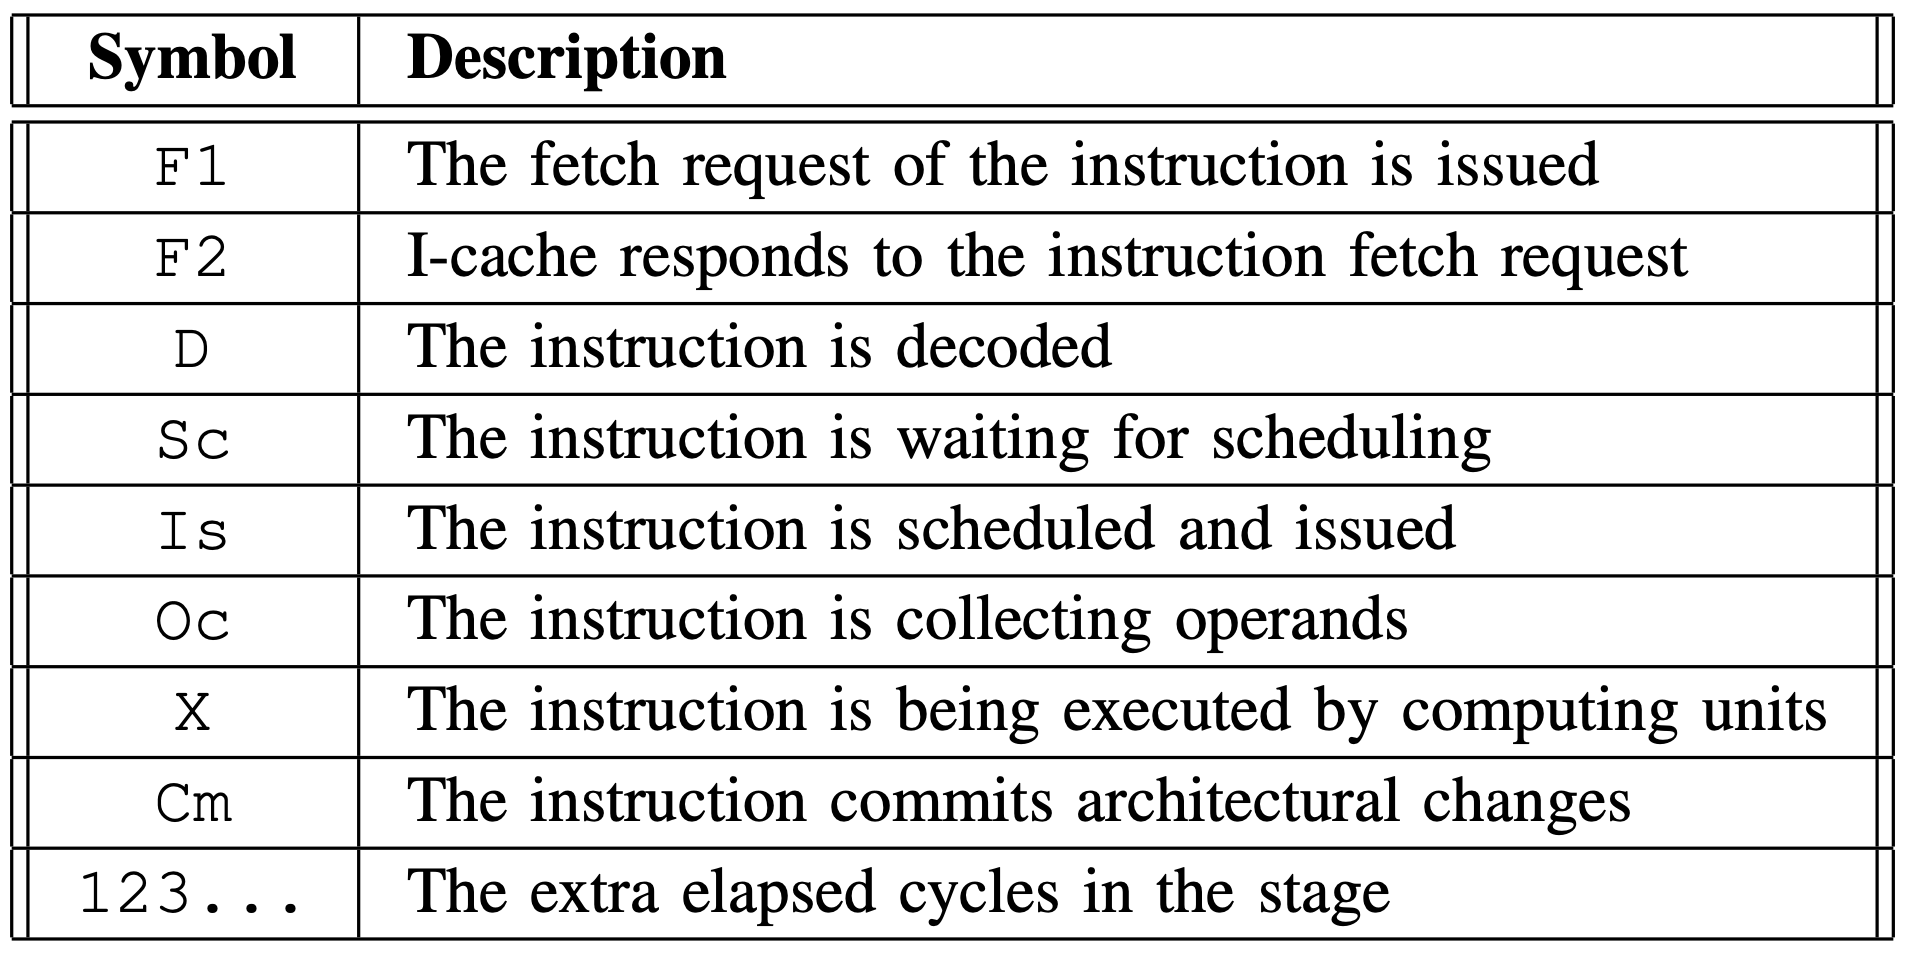 Symbol Description
F1 The fetch request of the instruction is issued
F2 I-cache responds to the instruction fetch request
D The instruction is decoded
Sc The instruction is waiting for scheduling
Is The instruction is scheduled and issued
Oc The instruction is collecting operands
X The instruction is being executed by computing units
Cm The instruction commits architectural changes
123... The extra elapsed cycles in the stage